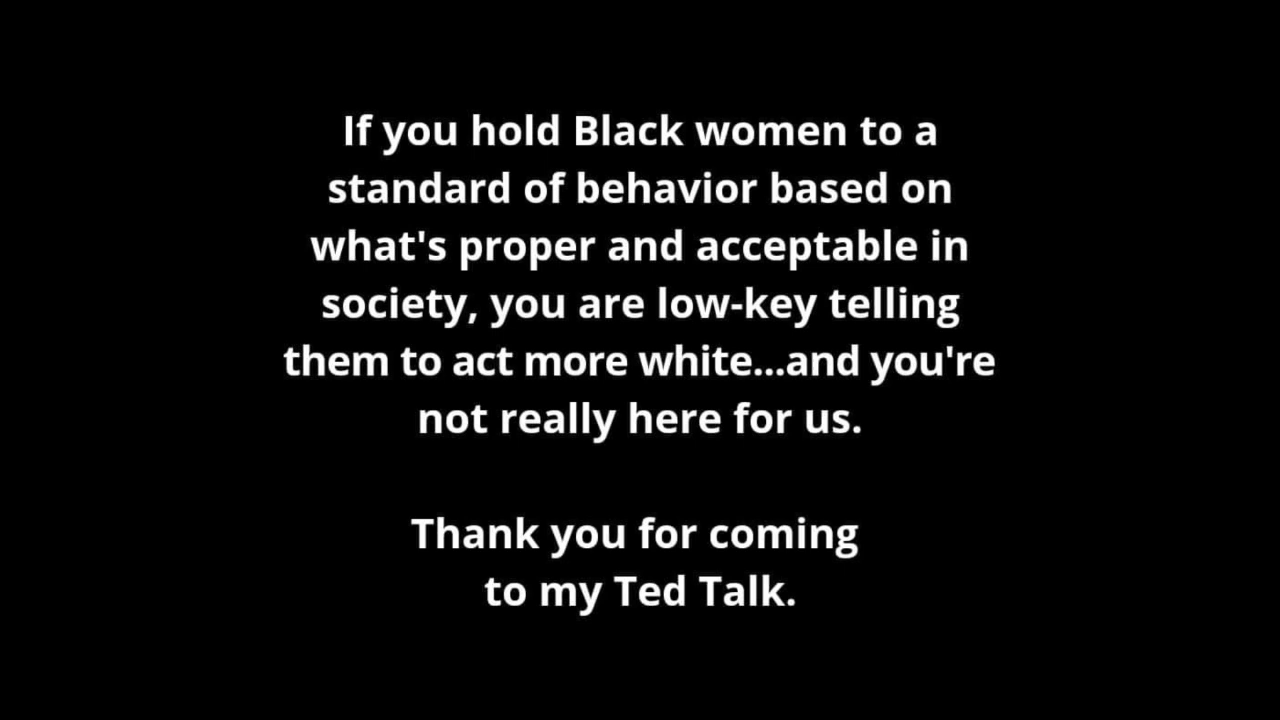 If you hold Black women to a
standard of behavior based on
what's proper and acceptable in
society, you are low-key telling
them to act more white...and you're
not really here for us.
Thank you for coming
to my Ted Talk.